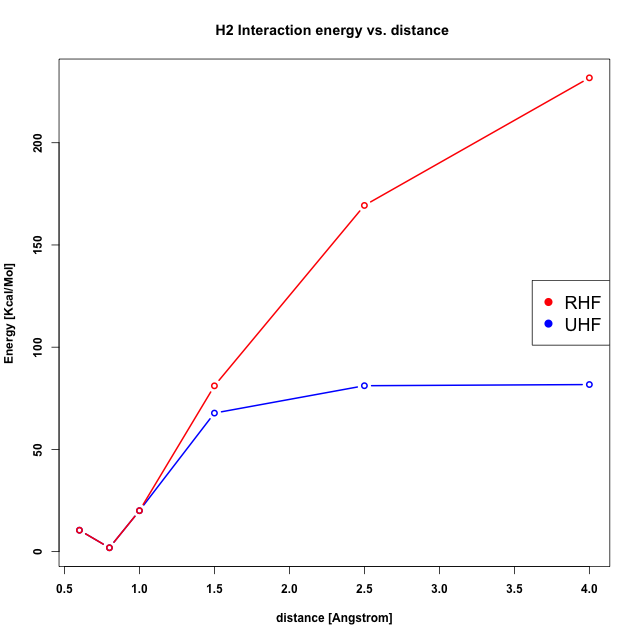 H2 Interaction energy vs. distance
Energy [Kcal/Mol]
200
150
100
50
0
RHF
UHF
0.5 1.0 1.5 2.0 2.5 3.0 3.5 4.0
distance [Angstrom]